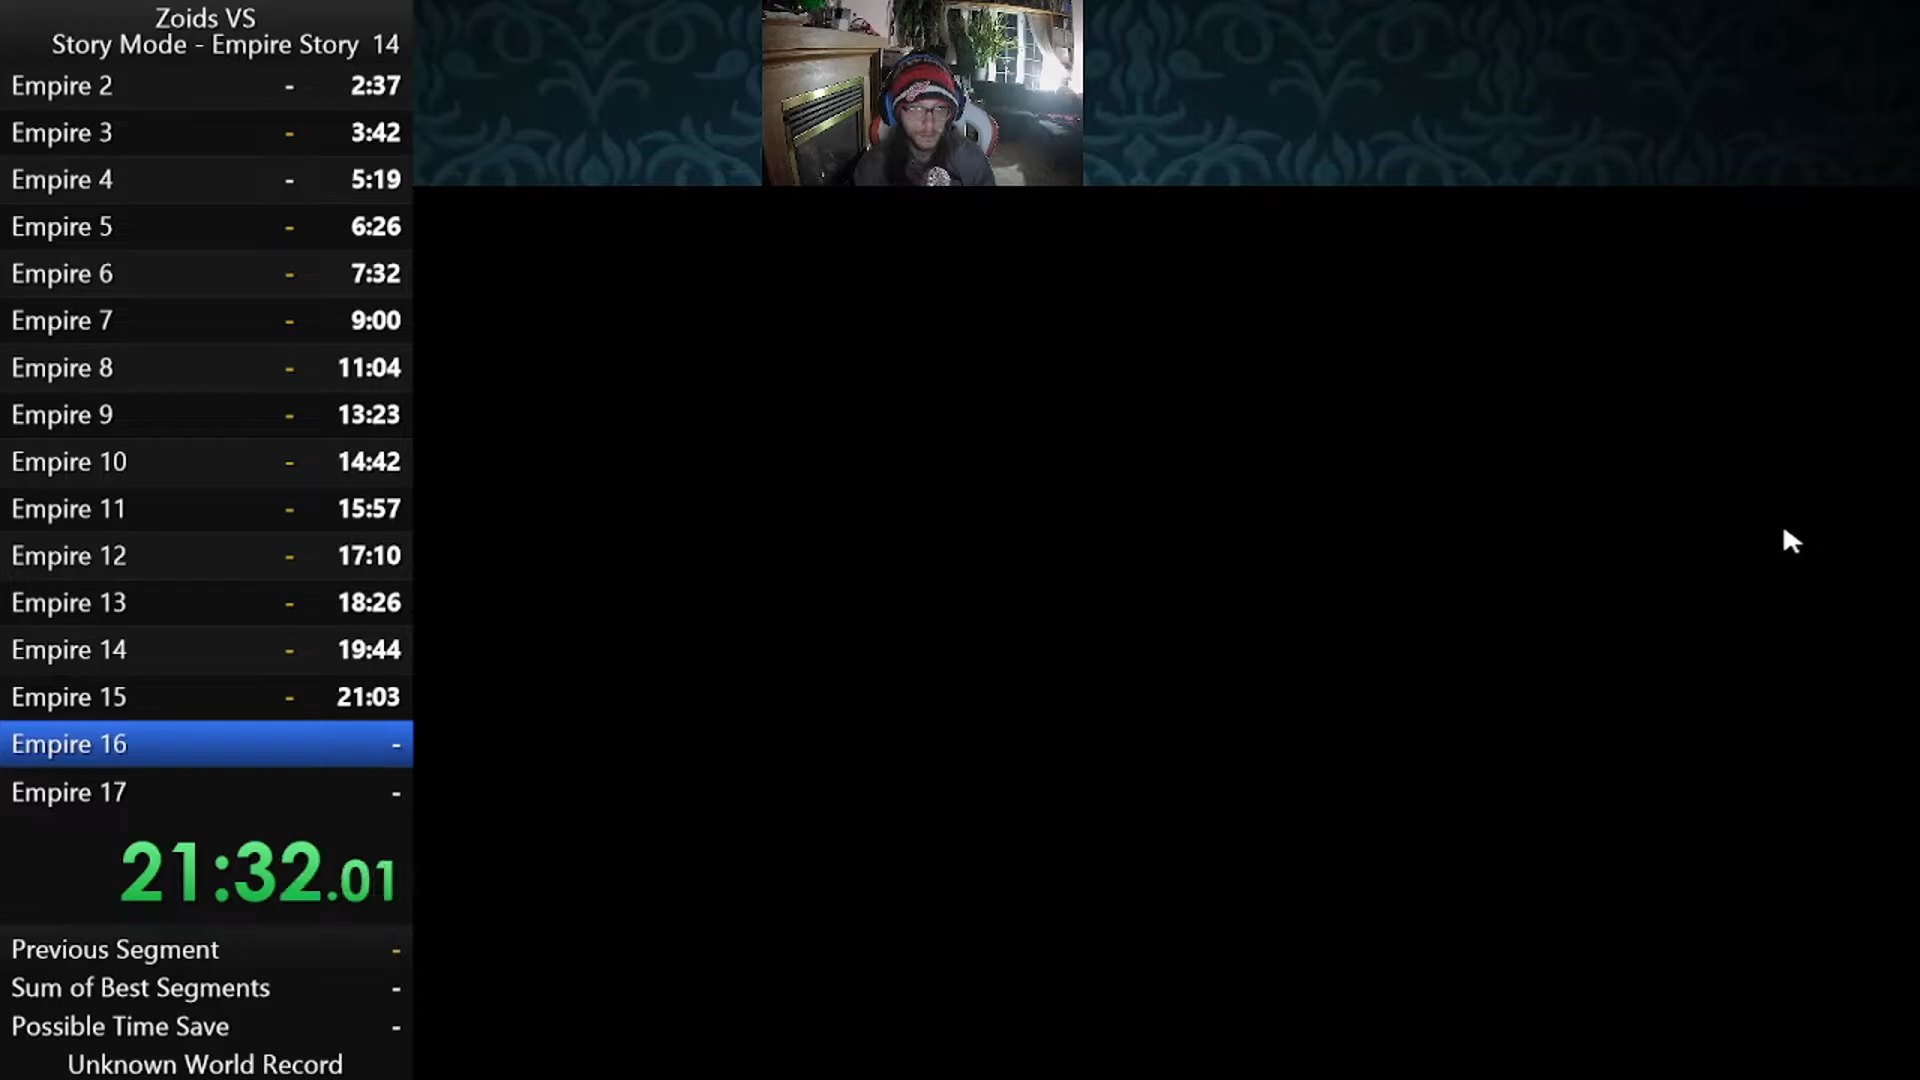 Zoids VS
Story Mode - Empire Story 14
Empire 2 - 2:37
Empire 3 - 3:42
Empire 4 - 5:19
Empire 5 - 6:26
Empire 6 - 7:32
Empire 7 - 9:00
Empire 8 - 11:04
Empire 9 - 13:23
Empire 10 - 14:42
Empire 11 - 15:57
Empire 12 - 17:10
Empire 13 - 18:26
Empire 14 - 19:44
Empire 15 - 21:03
Empire 16 -
Empire 17 -
21:32.01
Previous Segment -
Sum of Best Segments -
Possible Time Save -
Unknown World Record